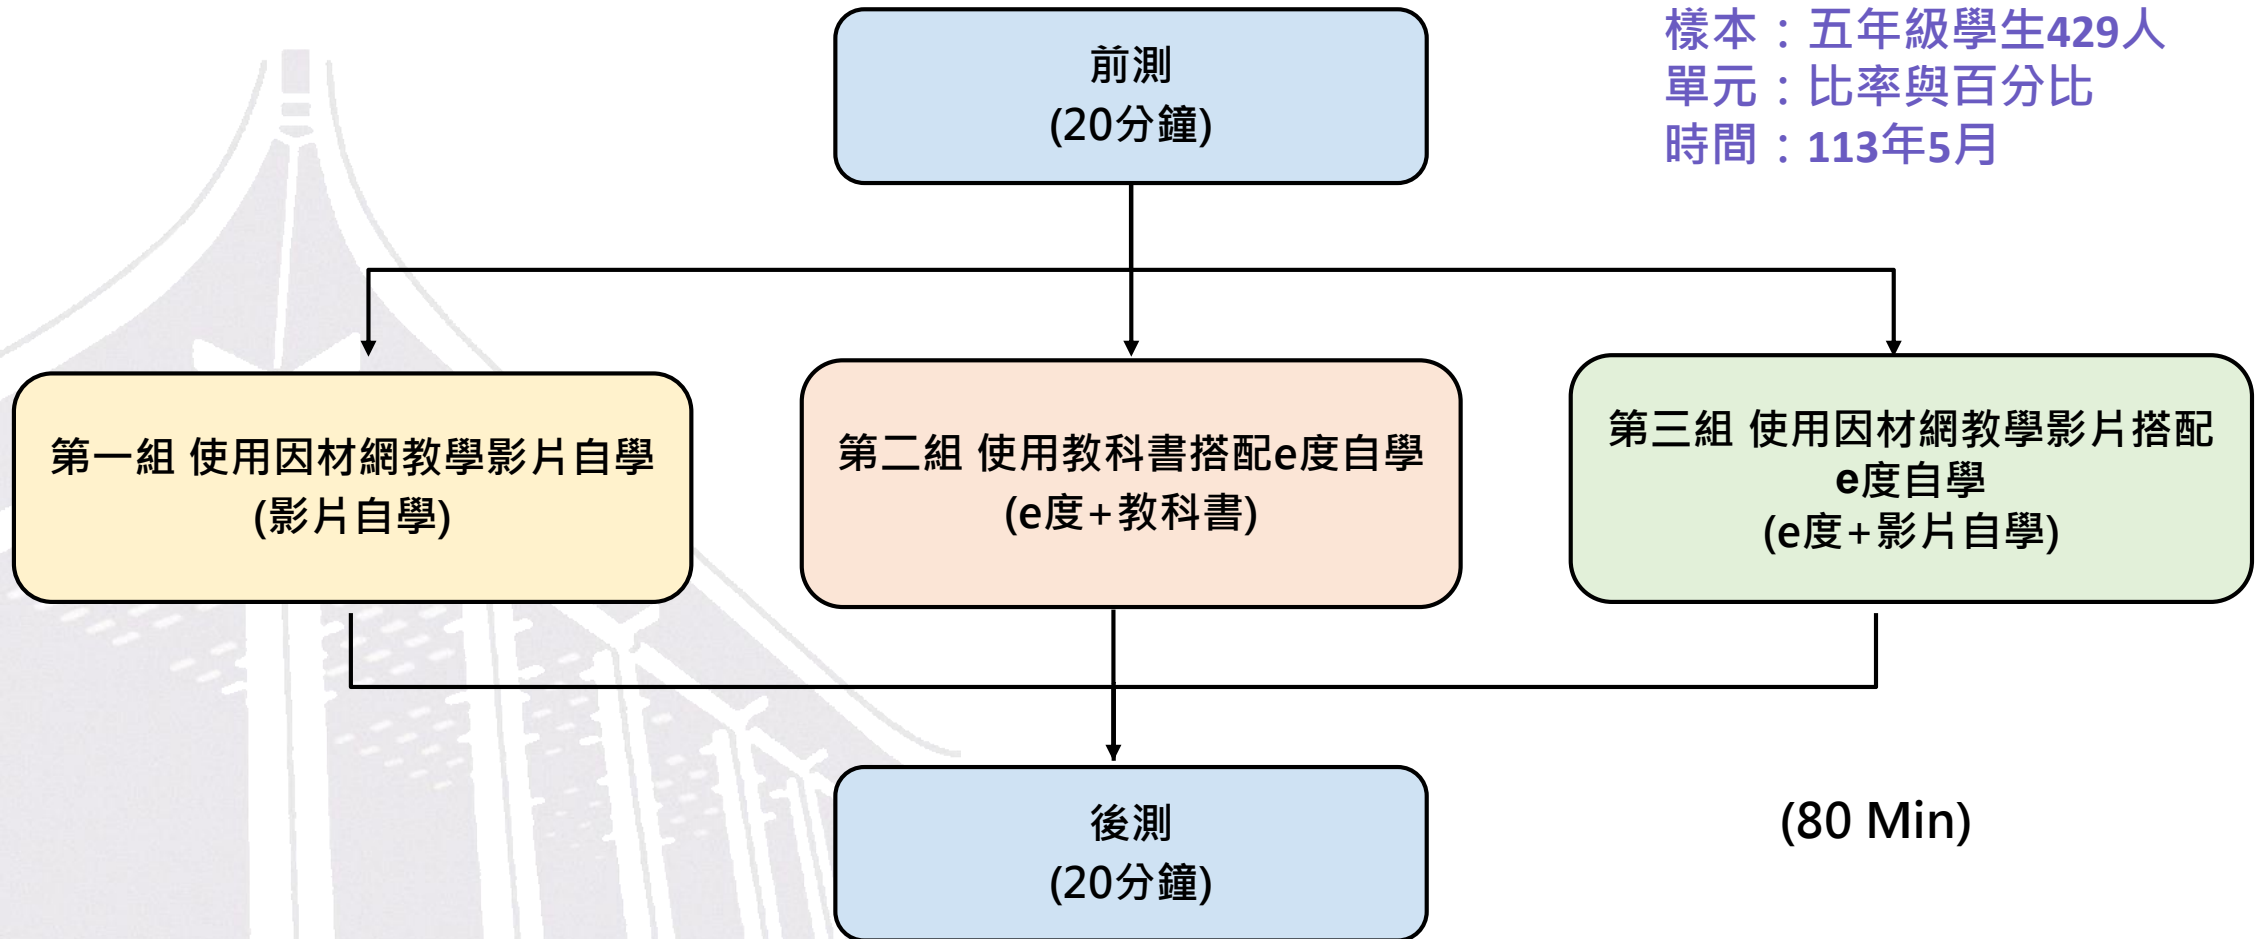 樣本：五年級學生429人
單元：比率與百分比
時間：113年5月
前測
(20分鐘)
第一組 使用因材網教學影片自學
(影片自學)
第二組 使用教科書搭配e度自學
(e度+教科書)
第三組 使用因材網教學影片搭配
e度自學
(e度+影片自學)
後測
(20分鐘)
(80 Min)